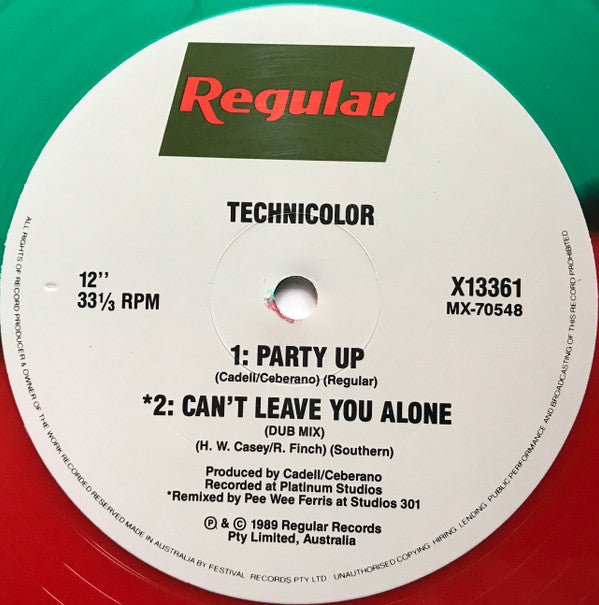 Regular
TECHNICOLOR
12’’
33⅓ RPM
X13361
MX-70548
1: PARTY UP
(Cadell/Ceberano) (Regular)
*2: CAN'T LEAVE YOU ALONE
(DUB MIX)
(H. W. Casey/R. Finch) (Southern)
Produced by Cadell/Ceberano
Recorded at Platinum Studios
*Remixed by Pee Wee Ferris at Studios 301
Ⓟ & © 1989 Regular Records
Pty Limited, Australia
ALL RIGHTS OF RECORD PRODUCER & OWNER OF THE WORK RECORDED RESERVED MADE IN AUSTRALIA BY FESTIVAL RECORDS PTY LTD UNAUTHORISED COPYING HIRING LENDING PUBLIC PERFORMANCE AND BROADCASTING OF THIS RECORD PROHIBITED